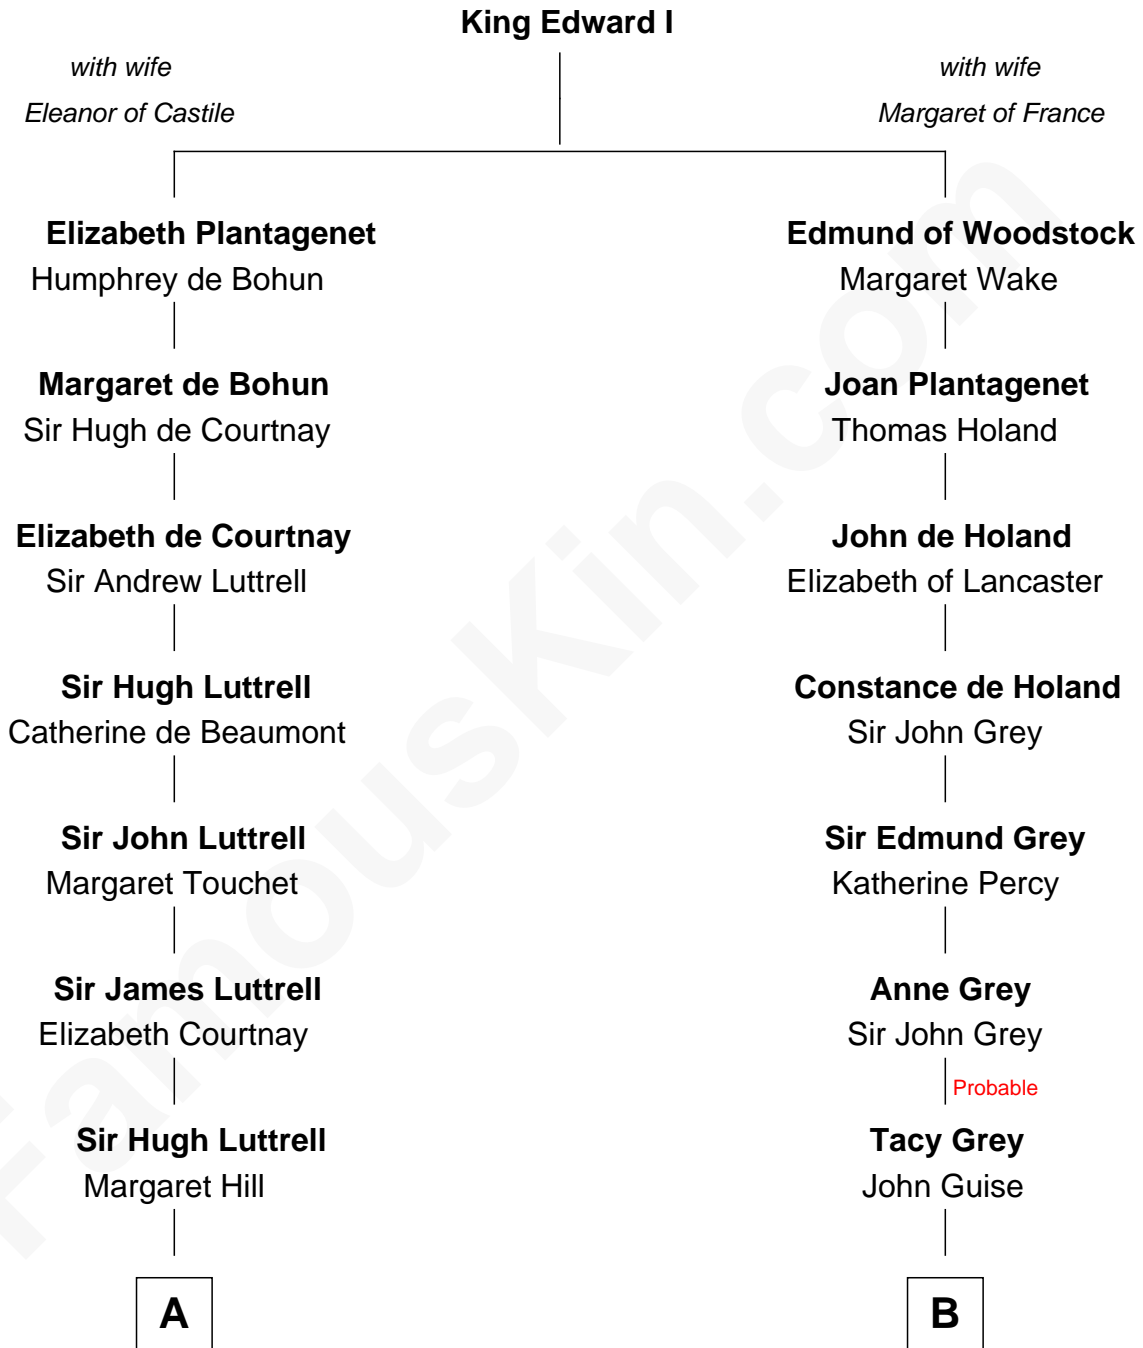 King Edward I
with wife
Eleanor of Castile
with wife
Margaret of France
Elizabeth Plantagenet
Humphrey de Bohun
Edmund of Woodstock
Margaret Wake
Margaret de Bohun
Sir Hugh de Courtnay
Joan Plantagenet
Thomas Holand
Elizabeth de Courtnay
Sir Andrew Luttrell
John de Holand
Elizabeth of Lancaster
Sir Hugh Luttrell
Catherine de Beaumont
Constance de Holand
Sir John Grey
Sir John Luttrell
Margaret Touchet
Sir Edmund Grey
Katherine Percy
Sir James Luttrell
Elizabeth Courtnay
Anne Grey
Sir John Grey
Probable
Sir Hugh Luttrell
Margaret Hill
Tacy Grey
John Guise
A
B
FamousKin.com